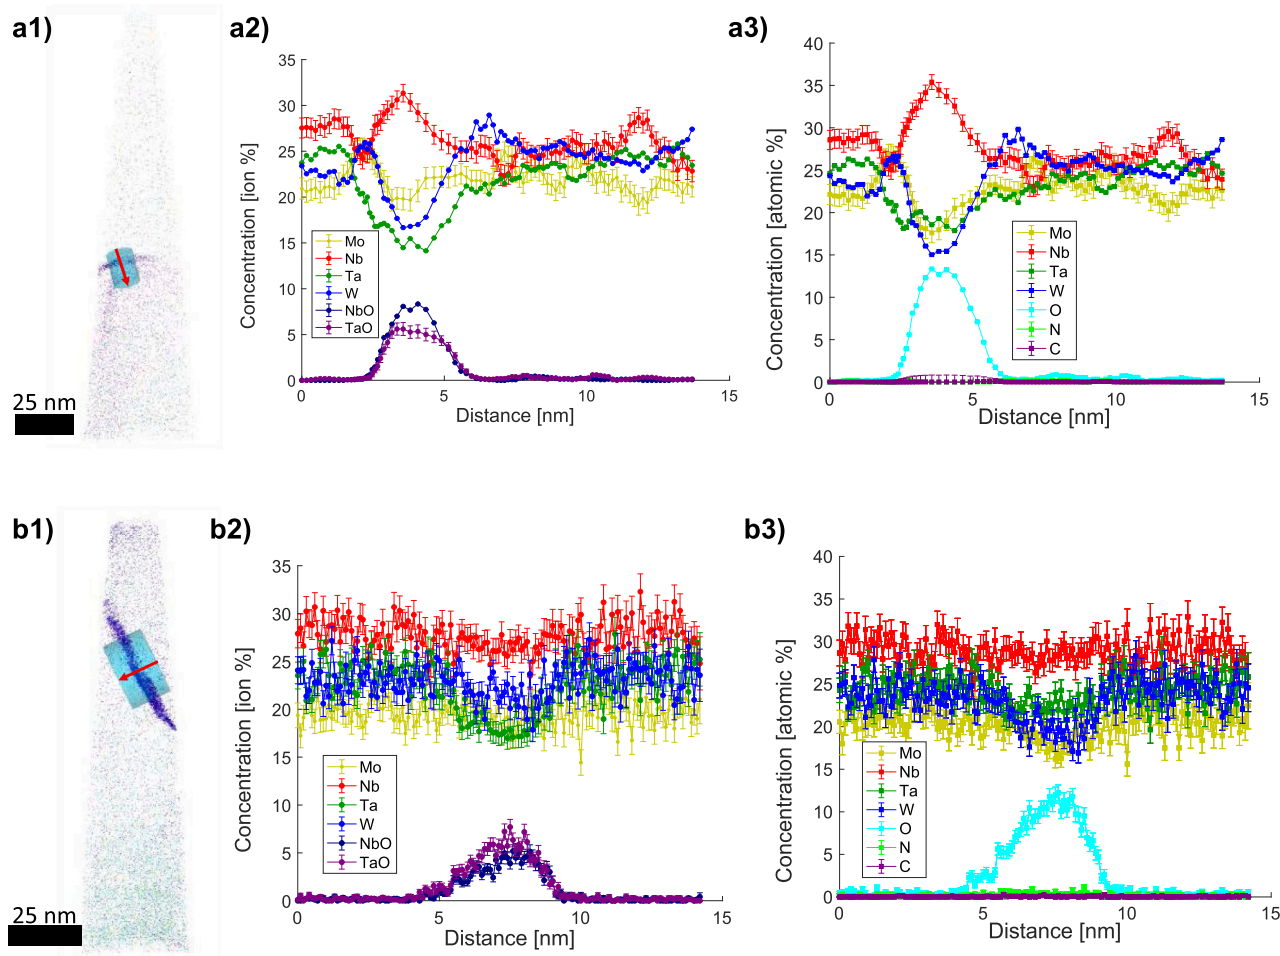 a1)
25 nm
a2)
Concentration [ion %]
35
30
25
20
15
10
5
0
Mo
Nb
Ta
W
NbO
TaO
0 5 10 15
Distance [nm]
a3)
Concentration [atomic %]
40
35
30
25
20
15
10
5
0
Mo
Nb
Ta
W
O
N
C
0 5 10 15
Distance [nm]
b1)
25 nm
b2)
Concentration [ion %]
35
30
25
20
15
10
5
0
Mo
Nb
Ta
W
NbO
TaO
0 5 10 15
Distance [nm]
b3)
Concentration [atomic %]
40
35
30
25
20
15
10
5
0
Mo
Nb
Ta
W
O
N
C
0 5 10 15
Distance [nm]